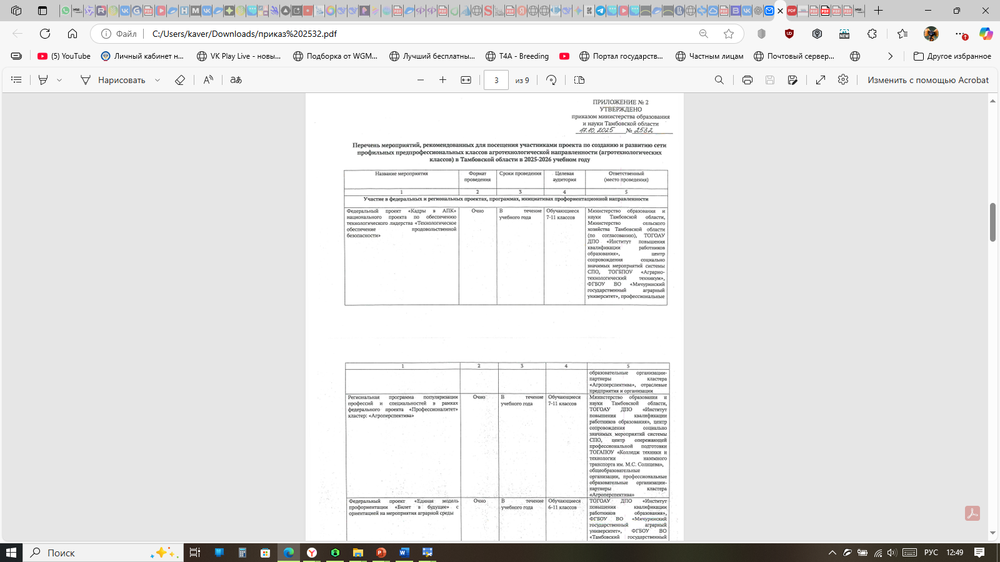 Файл
C:/Users/kaver/Downloads/приказ%202532.pdf
(5) YouTube
Личный кабинет н...
VK Play Live - новы...
Подборка от WGM...
Лучший бесплатны...
T4A - Breeding
Портал государств...
Частным лицам
Почтовый сервер...
Другое избранное
Нарисовать
3
из 9
Изменить с помощью Acrobat
ПРИЛОЖЕНИЕ № 2
УТВЕРЖДЕНО
приказом министерства образования
и науки Тамбовской области
17.10.2025 № 2532
Перечень мероприятий, рекомендованных для посещения участниками проекта по созданию и развитию сети
профильных предпрофессиональных классов агротехнологической направленности (агротехнологических
классов) в Тамбовской области в 2025-2026 учебном году
Название мероприятия
Формат
проведения
Сроки проведения
Целевая
аудитория
Ответственный
(место проведения)
1
2
3
4
5
Участие в федеральных и региональных проектах, программах, инициативах профориентационной направленности
Федеральный проект «Кадры в АПК»
национального проекта по обеспечению
технологического лидерства «Технологическое
обеспечение продовольственной
безопасности»
Очно
В течение
учебного года
Обучающиеся
7-11 классов
Министерство образования и
науки Тамбовской области,
Министерство сельского
хозяйства Тамбовской области
(по согласованию), ТОГОАУ
ДПО «Институт повышения
квалификации работников
образования», центр
сопровождения социально
значимых мероприятий системы
СПО, ТОГБПОУ «Аграрно-
технологический техникум»,
ФГБОУ ВО «Мичуринский
государственный аграрный
университет», профессиональные
1
2
3
4
5
образовательные организации-
партнеры кластера
«Агроперспектива», отраслевые
предприятия и организации
Региональная программа популяризации
профессий и специальностей в рамках
федерального проекта «Профессионалитет»
кластер: «Агроперспектива»
Очно
В течение
учебного года
Обучающиеся
7-11 классов
Министерство образования и
науки Тамбовской области,
ТОГОАУ ДПО «Институт
повышения квалификации
работников образования», центр
сопровождения социально
значимых мероприятий системы
СПО, центр опережающей
профессиональной подготовки
ТОГАПОУ «Колледж техники и
технологии наземного
транспорта им. М.С. Солнцева»,
общеобразовательные
организации, профессиональные
образовательные организации-
партнеры кластера
«Агроперспектива»
Федеральный проект «Единая модель
профориентации «Билет в будущее» с
ориентацией на мероприятия аграрной среды
Очно
В течение
учебного года
Обучающиеся
6-11 классов
ТОГОАУ ДПО «Институт
повышения квалификации
работников образования»,
ФГБОУ ВО «Мичуринский
государственный аграрный
университет», ФГБОУ ВО
«Тамбовский государственный
Поиск
РУС
12:49